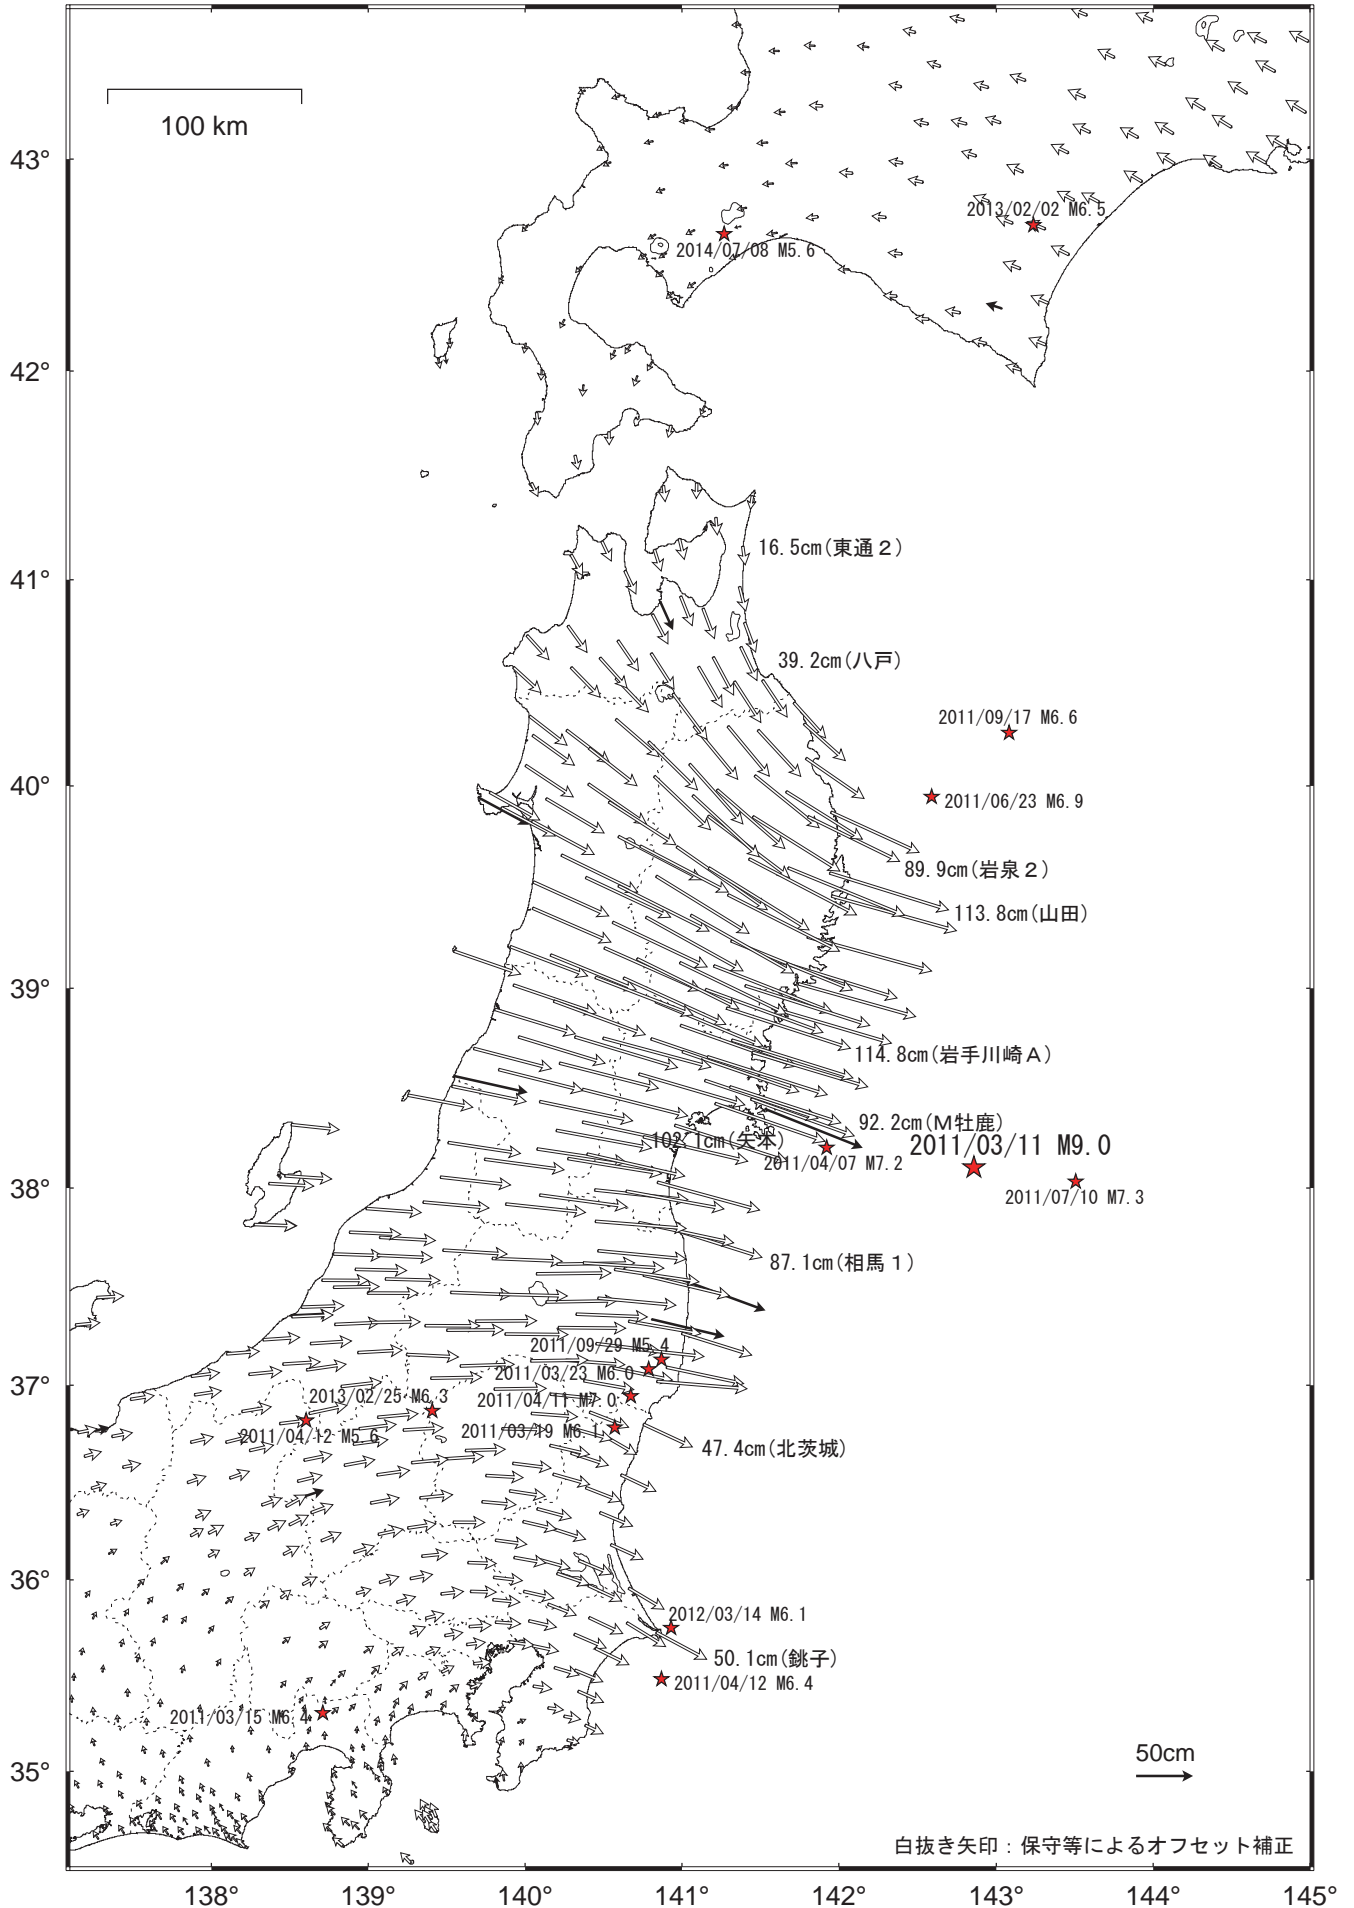 100 km
43°
2013/02/02 M6.5
2014/07/08 M5.6
42°
16.5cm(東通２)
41°
39.2cm(八戸)
2011/09/17 M6.6
40°
2011/06/23 M6.9
89.9cm(岩泉２)
113.8cm(山田)
39°
114.8cm(岩手川崎Ａ)
92.2cm(Ｍ牡鹿)
102.1cm(矢本)
2011/03/11 M9.0
2011/04/07 M7.2
38°
2011/07/10 M7.3
87.1cm(相馬１)
2011/09/29 M5.4
2011/03/23 M6.0
37°
2013/02/25 M6.3
2011/04/11 M7.0
2011/04/12 M5.6
2011/03/19 M6.1
47.4cm(北茨城)
36°
2012/03/14 M6.1
50.1cm(銚子)
2011/04/12 M6.4
2011/03/15 M6.4
35°
50cm
白抜き矢印：保守等によるオフセット補正
138°
139°
140°
141°
142°
143°
144°
145°